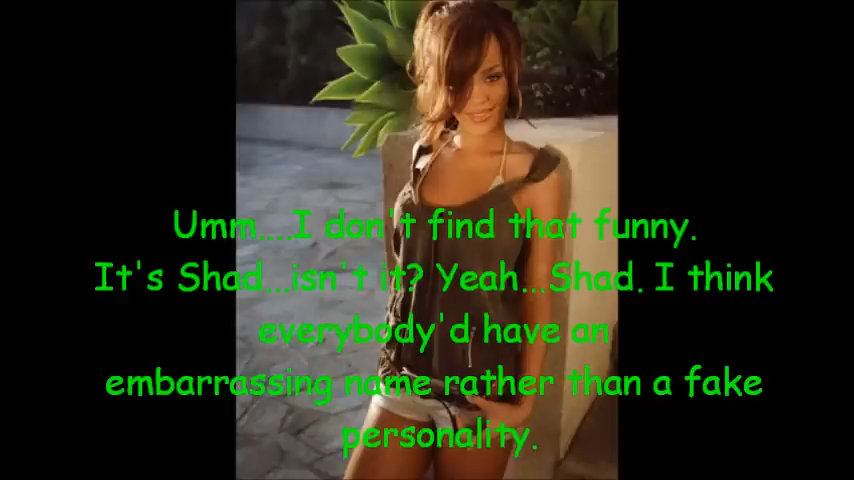 Umm....I don't find that funny.
It's Shad...isn't it? Yeah...Shad. I think
everybody'd have an
embarrassing name rather than a fake
personality.